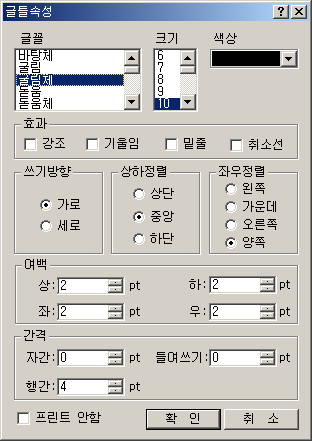 글틀속성
글꼴 크기 색상
바탕체 6
굴림 7
굴림체 8
돋움 9
돋움체 10
효과
강조 기울임 밑줄 취소선
쓰기방향 상하정렬 좌우정렬
가로 세로
상단 중앙 하단
왼쪽 가운데 오른쪽 양쪽
여백
상: 2 pt 하: 2 pt
좌: 2 pt 우: 2 pt
간격
자간: 0 pt 들여쓰기: 0 pt
행간: 4 pt
프린트 안함 확 인 취 소